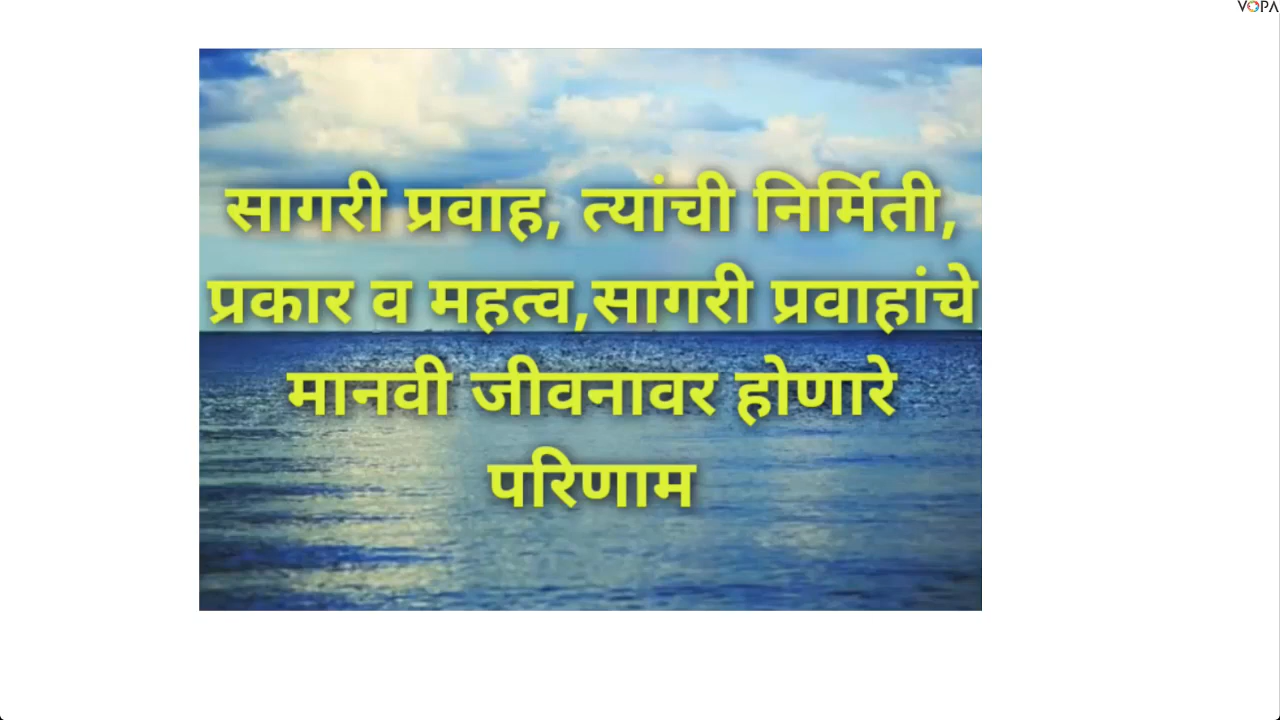 VOPA
सागरी प्रवाह, त्यांची निर्मिती,
प्रकार व महत्व,सागरी प्रवाहांचे
मानवी जीवनावर होणारे
परिणाम